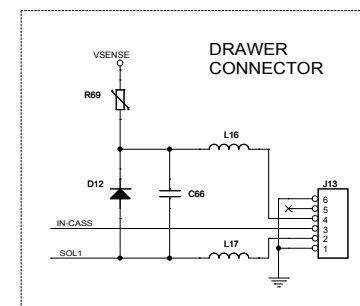 DRAWER
CONNECTOR
VSENSE
R69
L16
J13
D12
C66
6
5
4
3
2
1
IN-CASS
SOL1
L17